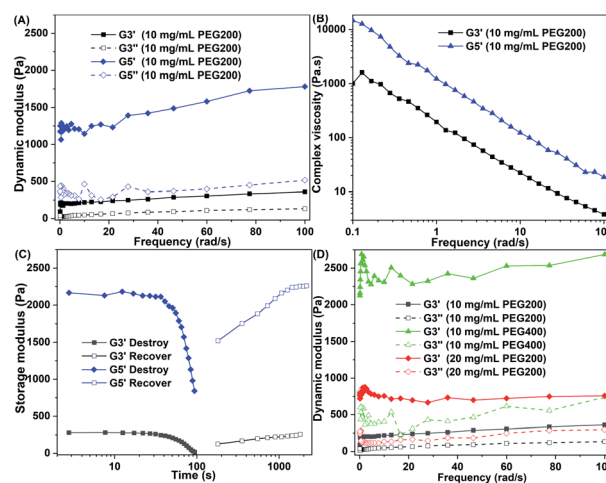 (A)
G3' (10 mg/mL PEG200)
G3'' (10 mg/mL PEG200)
G5' (10 mg/mL PEG200)
G5'' (10 mg/mL PEG200)
Dynamic modulus (Pa)
2500
2000
1500
1000
500
0
0 20 40 60 80 100
Frequency (rad/s)
(B)
G3' (10 mg/mL PEG200)
G5' (10 mg/mL PEG200)
Complex viscosity (Pa.s)
10000
1000
100
10
0.1 1 10 100
Frequency (rad/s)
(C)
G3' Destroy
G3' Recover
G5' Destroy
G5' Recover
Storage modulus (Pa)
2500
2000
1500
1000
500
0
10 100 1000
Time (s)
(D)
G3' (10 mg/mL PEG200)
G3'' (10 mg/mL PEG200)
G3' (10 mg/mL PEG400)
G3'' (10 mg/mL PEG400)
G3' (20 mg/mL PEG200)
G3'' (20 mg/mL PEG200)
Dynamic modulus (Pa)
2500
2000
1500
1000
500
0
0 20 40 60 80 100
Frequency (rad/s)